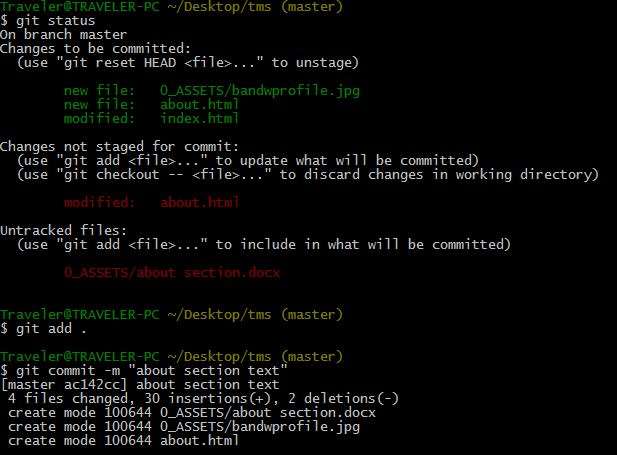 Traveler@TRAVELER-PC ~/Desktop/tms (master)
$ git status
On branch master
Changes to be committed:
  (use "git reset HEAD <file>..." to unstage)

        new file:   0_ASSETS/bandwprofile.jpg
        new file:   about.html
        modified:   index.html

Changes not staged for commit:
  (use "git add <file>..." to update what will be committed)
  (use "git checkout -- <file>..." to discard changes in working directory)

        modified:   about.html

Untracked files:
  (use "git add <file>..." to include in what will be committed)

        0_ASSETS/about section.docx


Traveler@TRAVELER-PC ~/Desktop/tms (master)
$ git add .

Traveler@TRAVELER-PC ~/Desktop/tms (master)
$ git commit -m "about section text"
[master ac142cc] about section text
 4 files changed, 30 insertions(+), 2 deletions(-)
 create mode 100644 0_ASSETS/about section.docx
 create mode 100644 0_ASSETS/bandwprofile.jpg
 create mode 100644 about.html